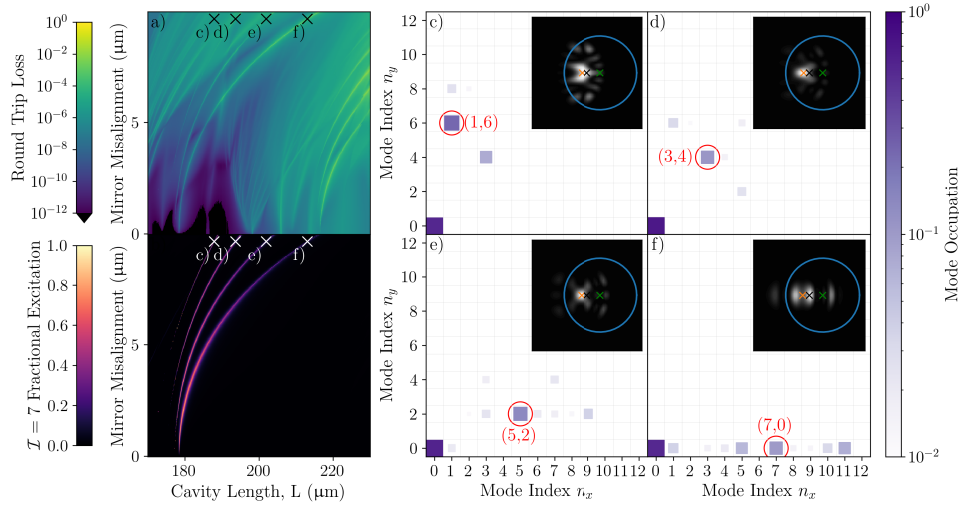 a)
c) d) e) f)
10^0
10^{-2}
10^{-4}
10^{-6}
10^{-8}
10^{-10}
10^{-12}
Round Trip Loss
Mirror Misalignment (μm)
5
0
c) d) e) f)
1.0
0.8
0.6
0.4
0.2
0.0
𝓘 = 7 Fractional Excitation
Mirror Misalignment (μm)
5
0
180 200 220
Cavity Length, L (μm)
c)
12
10
8
6
4
2
0
Mode Index n_y
(1,6)
d)
(3,4)
e)
12
10
8
6
4
2
0
Mode Index n_y
(5,2)
0 1 2 3 4 5 6 7 8 9 10 11 12
Mode Index n_x
f)
(7,0)
0 1 2 3 4 5 6 7 8 9 10 11 12
Mode Index n_x
10^0
10^{-1}
10^{-2}
Mode Occupation